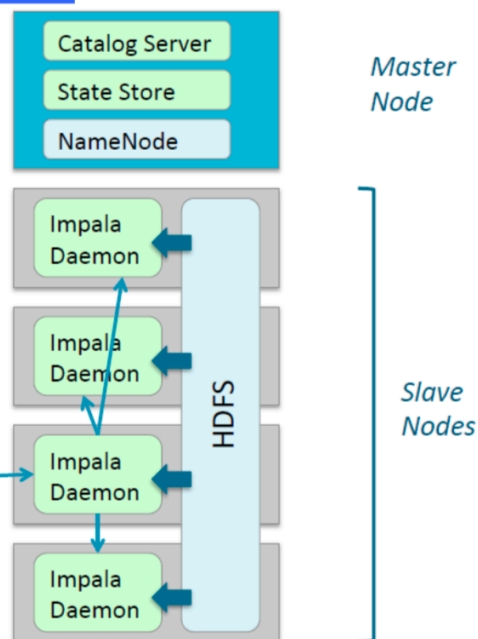 Catalog Server
State Store
NameNode
Master
Node
Impala
Daemon
Impala
Daemon
Impala
Daemon
Impala
Daemon
HDFS
Slave
Nodes